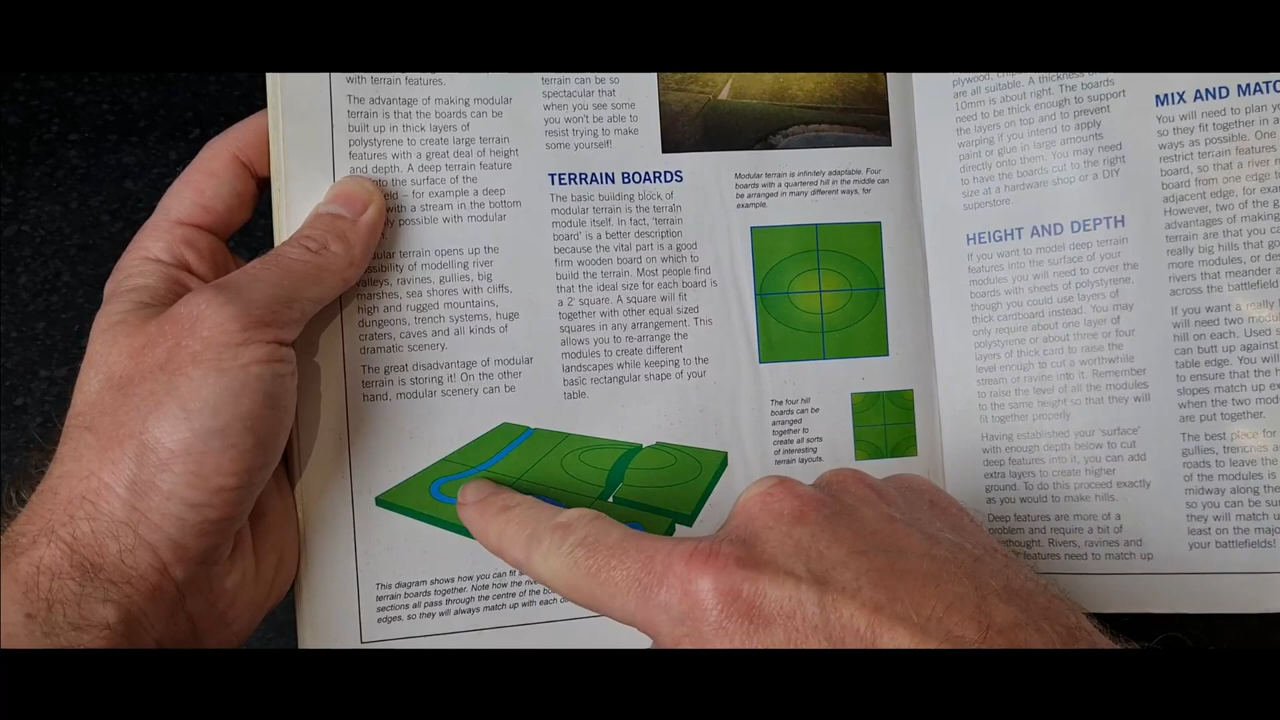 with terrain features.
The advantage of making modular
terrain is that the boards can be
built up in thick layers of
polystyrene to create large terrain
features with a great deal of height
and depth. A deep terrain feature
into the surface of the
– for example a deep
with a stream in the bottom
possible with modular
terrain opens up the
of modelling river
valleys, ravines, gullies, big
marshes, sea shores with cliffs,
high and rugged mountains,
dungeons, trench systems, huge
craters, caves and all kinds of
dramatic scenery.
The great disadvantage of modular
terrain is storing it! On the other
hand, modular scenery can be
terrain can be so
spectacular that
when you see some
you won't be able to
resist trying to make
some yourself!
TERRAIN BOARDS
The basic building block of
modular terrain is the terrain
module itself. In fact, 'terrain
board' is a better description
because the vital part is a good
firm wooden board on which to
build the terrain. Most people find
that the ideal size for each board is
a 2' square. A square will fit
together with other equal sized
squares in any arrangement. This
allows you to re-arrange the
modules to create different
landscapes while keeping to the
basic rectangular shape of your
table.
Modular terrain is infinitely adaptable. Four
boards with a quartered hill in the middle can
be arranged in many different ways, for
example.
The four hill
boards can be
arranged
together to
create all sorts
of interesting
terrain layouts.
This diagram shows how you can fit
terrain boards together. Note how the
sections all pass through the centre of the
edges, so they will always match up with each
plywood,
are all suitable. A thickness
10mm is about right. The boards
need to be thick enough to support
the layers on top and to prevent
warping if you intend to apply
paint or glue in large amounts
directly onto them. You may need
to have the boards cut to the right
size at a hardware shop or a DIY
superstore.
HEIGHT AND DEPTH
If you want to model deep terrain
features into the surface of your
modules you will need to cover the
boards with sheets of polystyrene,
though you could use layers of
thick cardboard instead. You may
only require about one layer of
polystyrene or about three or four
layers of thick card to raise the
level enough to cut a worthwhile
stream or ravine into it. Remember
to raise the level of all the modules
to the same height so that they will
fit together properly.
Having established your 'surface'
with enough depth below to cut
deep features into it, you can add
extra layers to create higher
ground. To do this proceed exactly
as you would to make hills.
Deep features are more of a
problem and require a bit of
Rivers, ravines and
features need to match up
MIX AND
You will need to plan
so they fit together in a
ways as possible. One
restrict terrain features
board, so that a river
board from one edge
adjacent edge, for
However, two of the
advantages of making
terrain are that you
really big hills that
more modules, or
rivers that meander
across the battlefield
If you want a really
will need two
hill on each. Used
can butt up against
table edge. You will
to ensure that the
slopes match up
when the two
are put together.
The best place for
gullies, trenches
roads to leave the
of the modules is
midway along the
so you can be
they will match
least on the
your battlefields!